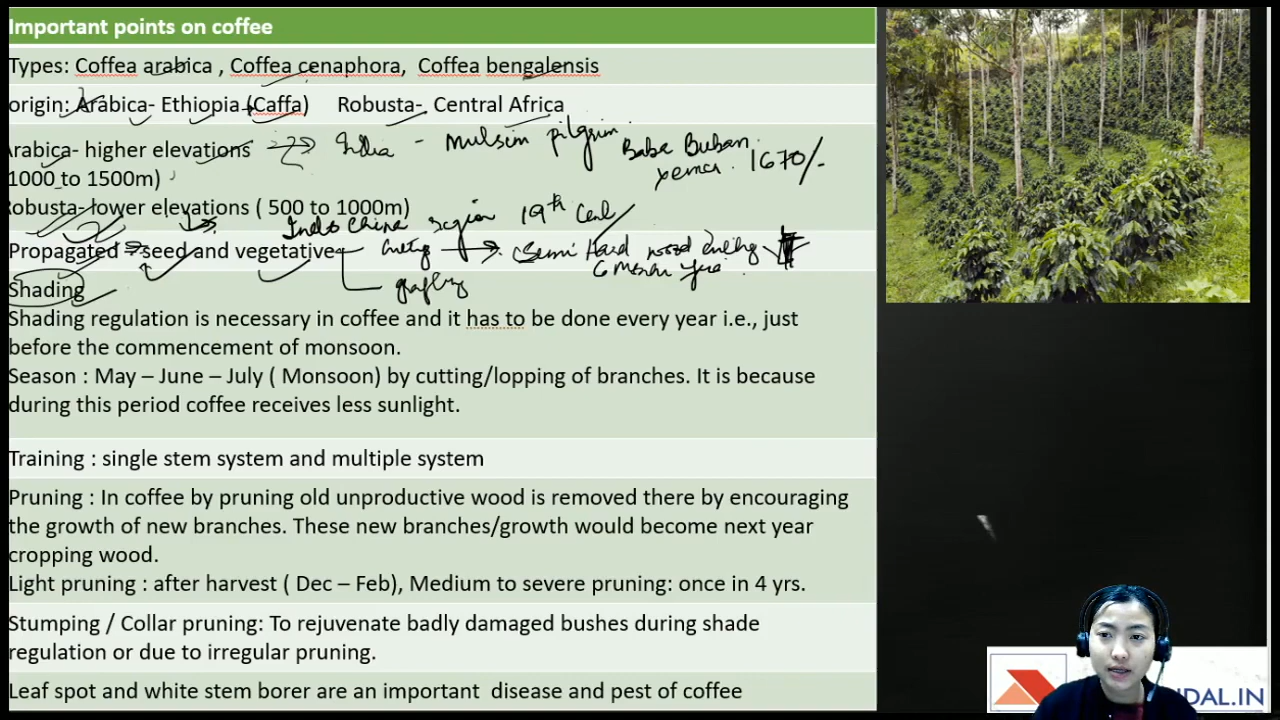 Important points on coffee
Types: Coffea arabica , Coffea cenaphora, Coffea bengalensis
origin: Arabica- Ethiopia (Caffa) Robusta-. Central Africa
Arabica- higher elevations India - mulsim pilgrim Baba Budan
1000 to 1500m) 1670/-
Robusta- lower elevations ( 500 to 1000m)
Indo China region 19th
Propagated - seed and vegetative Semi Hard wood
6
grafting
Shading
Shading regulation is necessary in coffee and it has to be done every year i.e., just
before the commencement of monsoon.
Season : May – June – July ( Monsoon) by cutting/lopping of branches. It is because
during this period coffee receives less sunlight.
Training : single stem system and multiple system
Pruning : In coffee by pruning old unproductive wood is removed there by encouraging
the growth of new branches. These new branches/growth would become next year
cropping wood.
Light pruning : after harvest ( Dec – Feb), Medium to severe pruning: once in 4 yrs.
Stumping / Collar pruning: To rejuvenate badly damaged bushes during shade
regulation or due to irregular pruning.
Leaf spot and white stem borer are an important disease and pest of coffee
DAL.IN